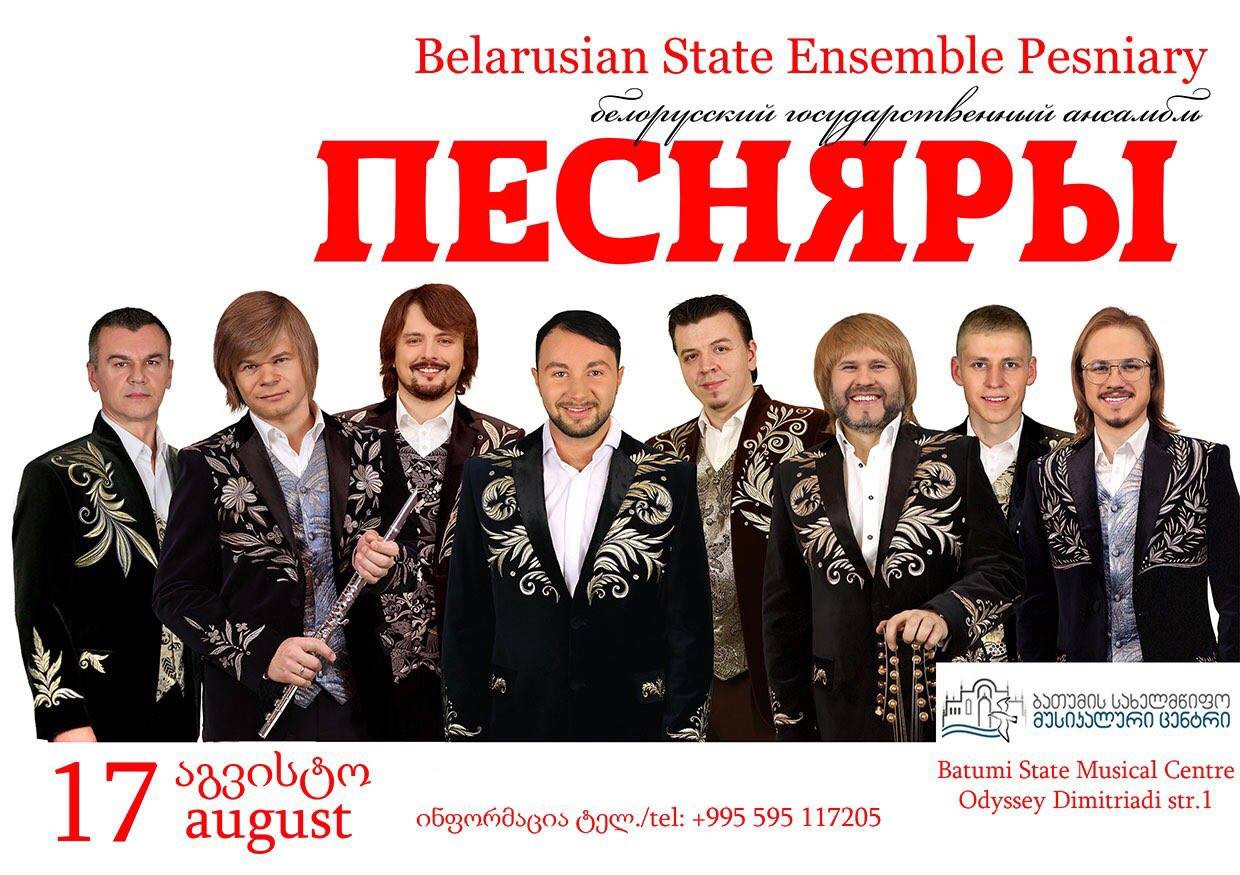 Belarusian State Ensemble Pesniary
белорусский государственный ансамбль
ПЕСНЯРЫ
ბათუმის სახელმწიფო
მუსიკალური ცენტრი
Batumi State Musical Centre
Odyssey Dimitriadi str.1
17 აგვისტო
august
ინფორმაცია ტელ./tel: +995 595 117205